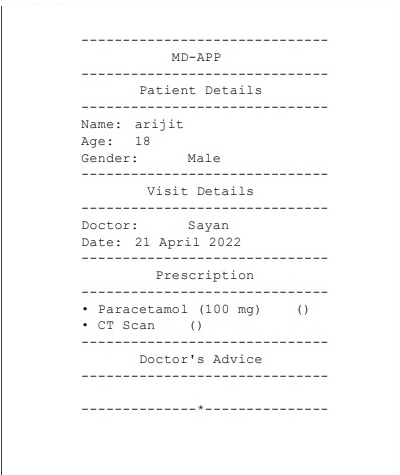 ------------------------------
MD-APP
------------------------------
Patient Details
------------------------------
Name: arijit
Age: 18
Gender: Male
------------------------------
Visit Details
------------------------------
Doctor: Sayan
Date: 21 April 2022
------------------------------
Prescription
------------------------------
• Paracetamol (100 mg) ()
• CT Scan ()
------------------------------
Doctor's Advice
------------------------------
--------------*---------------